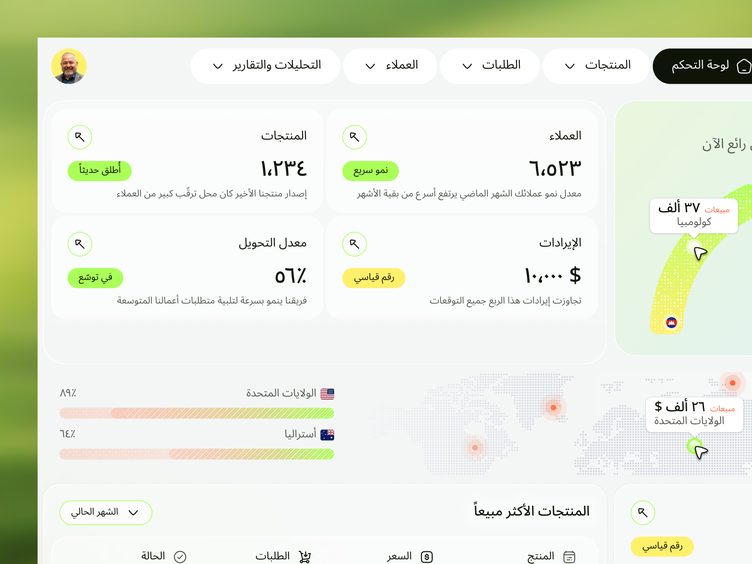 لوحة التحكم
المنتجات
الطلبات
العملاء
التحليلات والتقارير
رائع الآن
مبيعات ٣٧ ألف
كولومبيا
العملاء
٦،٥٢٣
نمو سريع
معدل نمو عملائك الشهر الماضي يرتفع أسرع من بقية الأشهر
المنتجات
١،٢٣٤
أُطلق حديثاً
إصدار منتجنا الأخير كان محل ترقّب كبير من العملاء
الإيرادات
$ ١٠،٠٠٠
رقم قياسي
تجاوزت إيرادات هذا الربع جميع التوقعات
معدل التحويل
٥٦٪
في توسّع
فريقنا ينمو بسرعة لتلبية متطلبات أعمالنا المتوسعة
مبيعات ٢٦ ألف $
الولايات المتحدة
الولايات المتحدة
٨٩٪
أستراليا
٦٤٪
رقم قياسي
المنتجات الأكثر مبيعاً
الشهر الحالي
المنتج
السعر
الطلبات
الحالة